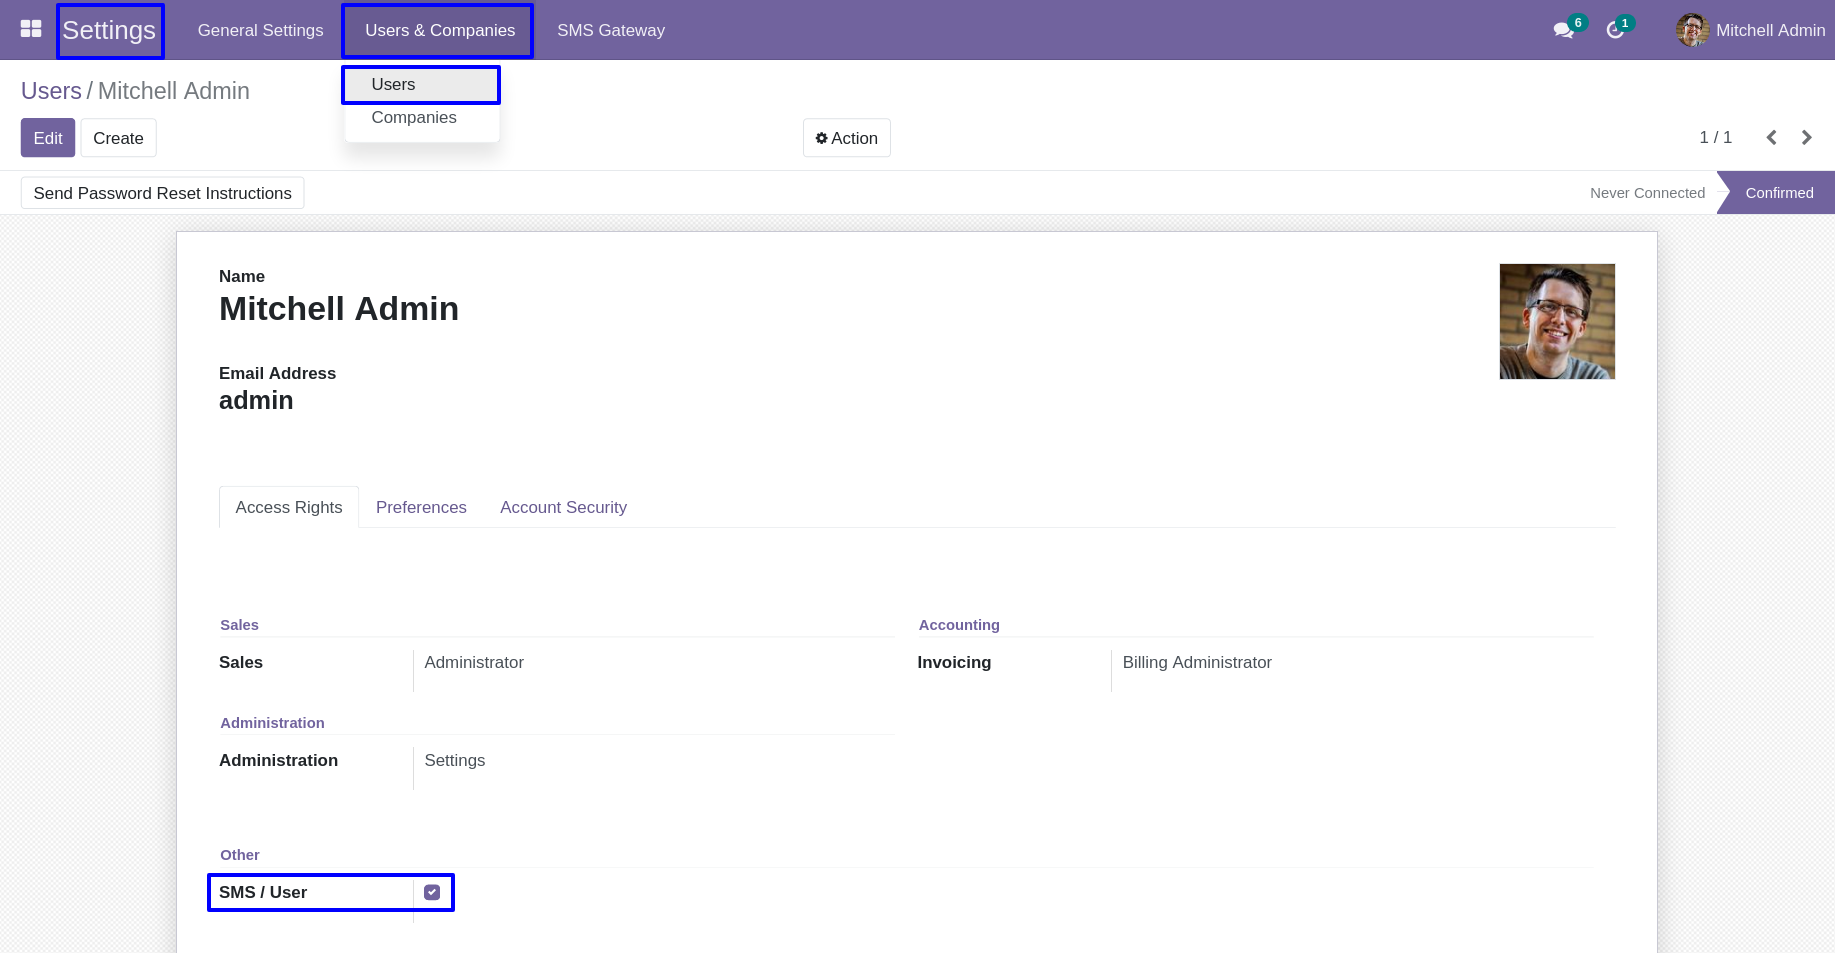 Settings General Settings Users & Companies SMS Gateway 6 1 Mitchell Admin
Users / Mitchell Admin
Users
Companies
Edit Create Action 1 / 1
Send Password Reset Instructions Never Connected Confirmed
Name
Mitchell Admin
Email Address
admin
Access Rights Preferences Account Security
Sales Accounting
Sales Administrator Invoicing Billing Administrator
Administration
Administration Settings
Other
SMS / User